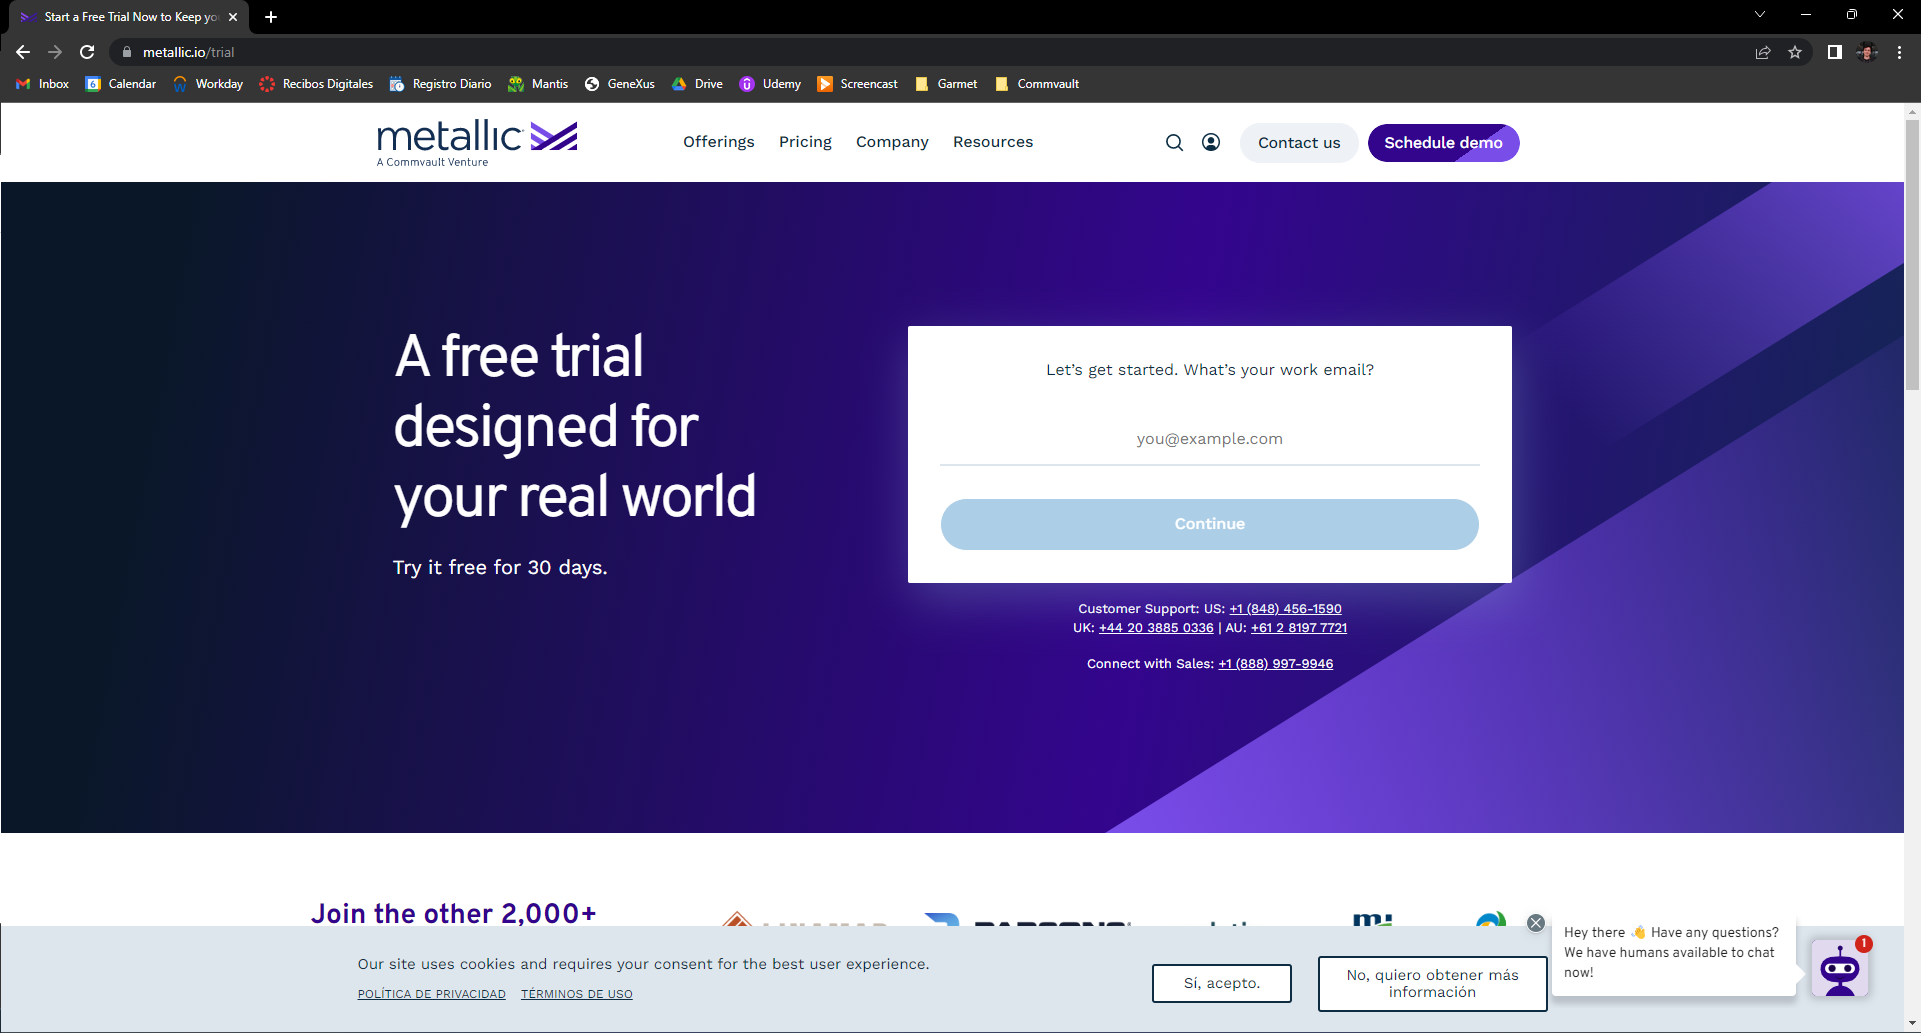 Start a Free Trial Now to Keep yo
metallic.io/trial
Inbox
Calendar
Workday
Recibos Digitales
Registro Diario
Mantis
GeneXus
Drive
Udemy
Screencast
Garmet
Commvault
metallic
A Commvault Venture
Offerings
Pricing
Company
Resources
Contact us
Schedule demo
A free trial
designed for
your real world
Try it free for 30 days.
Let's get started. What's your work email?
you@example.com
Continue
Customer Support: US: +1 (848) 456-1590
UK: +44 20 3885 0336 | AU: +61 2 8197 7721
Connect with Sales: +1 (888) 997-9946
Join the other 2,000+
Our site uses cookies and requires your consent for the best user experience.
POLÍTICA DE PRIVACIDAD TÉRMINOS DE USO
Sí, acepto.
No, quiero obtener más
información
Hey there 👋 Have any questions?
We have humans available to chat
now!
1